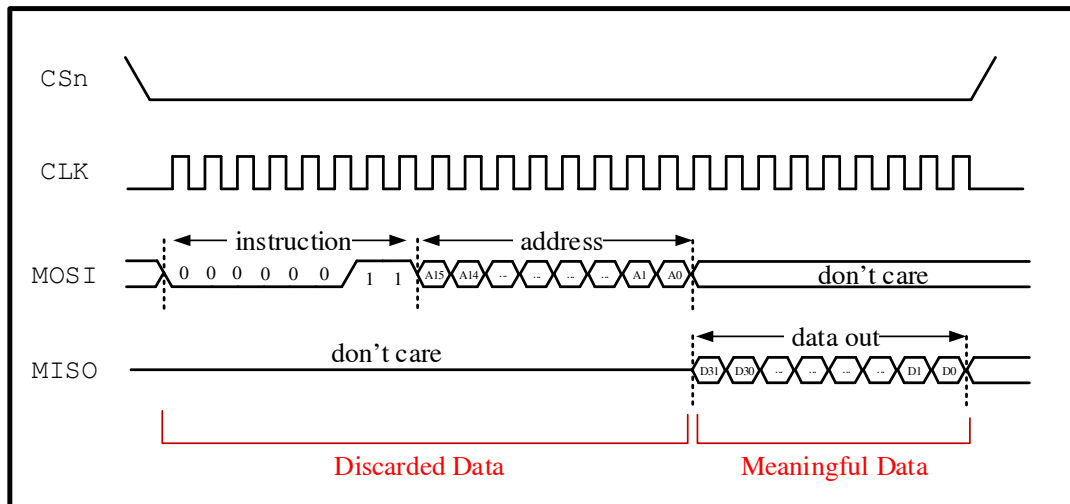 CSn
CLK
instruction address
MOSI 0 0 0 0 0 0 1 1 A15 A14 ... ... ... ... A1 A0 don't care
data out
don't care
MISO D31 D30 ... ... ... ... D1 D0
Discarded Data Meaningful Data